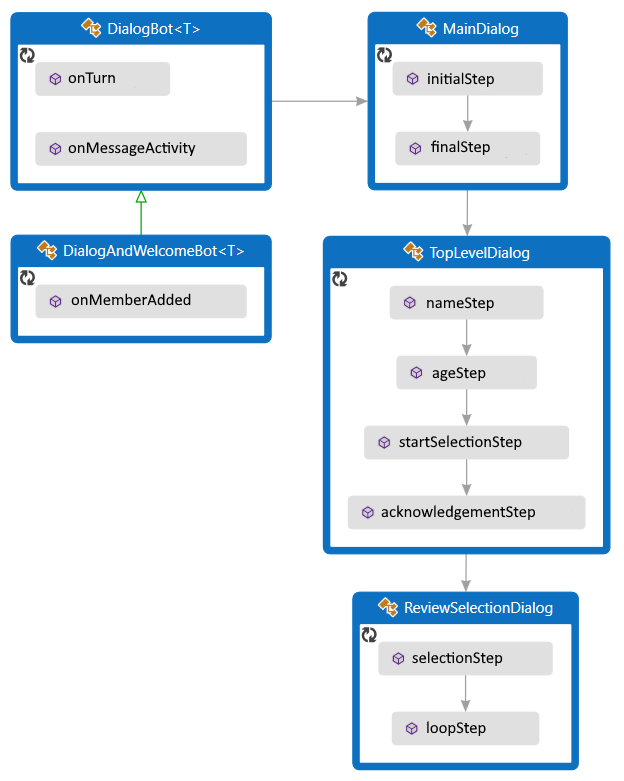 DialogBot<T>
onTurn
onMessageActivity
DialogAndWelcomeBot<T>
onMemberAdded
MainDialog
initialStep
finalStep
TopLevelDialog
nameStep
ageStep
startSelectionStep
acknowledgementStep
ReviewSelectionDialog
selectionStep
loopStep